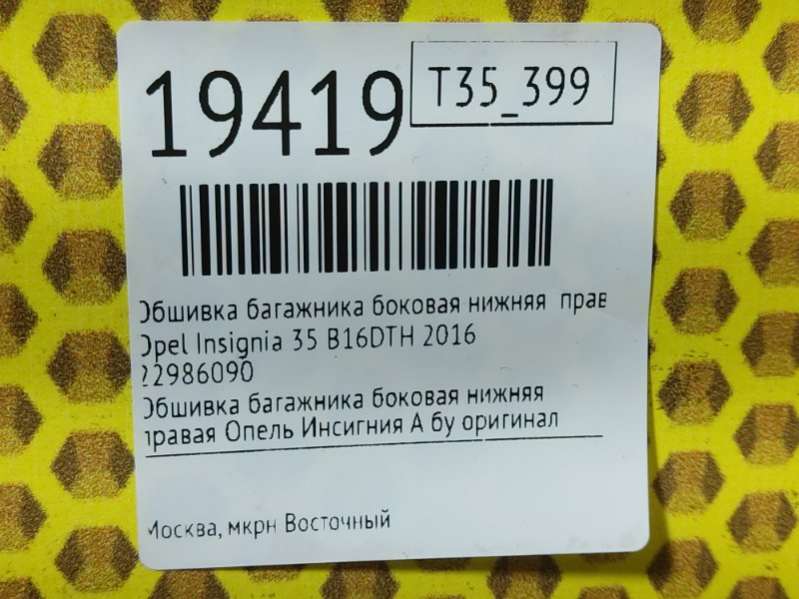 19419
T35_399
Обшивка багажника боковая нижняя прав
Opel Insignia 35 B16DTH 2016
22986090
Обшивка багажника боковая нижняя
правая Опель Инсигния А бу оригинал
Москва, мкрн Восточный